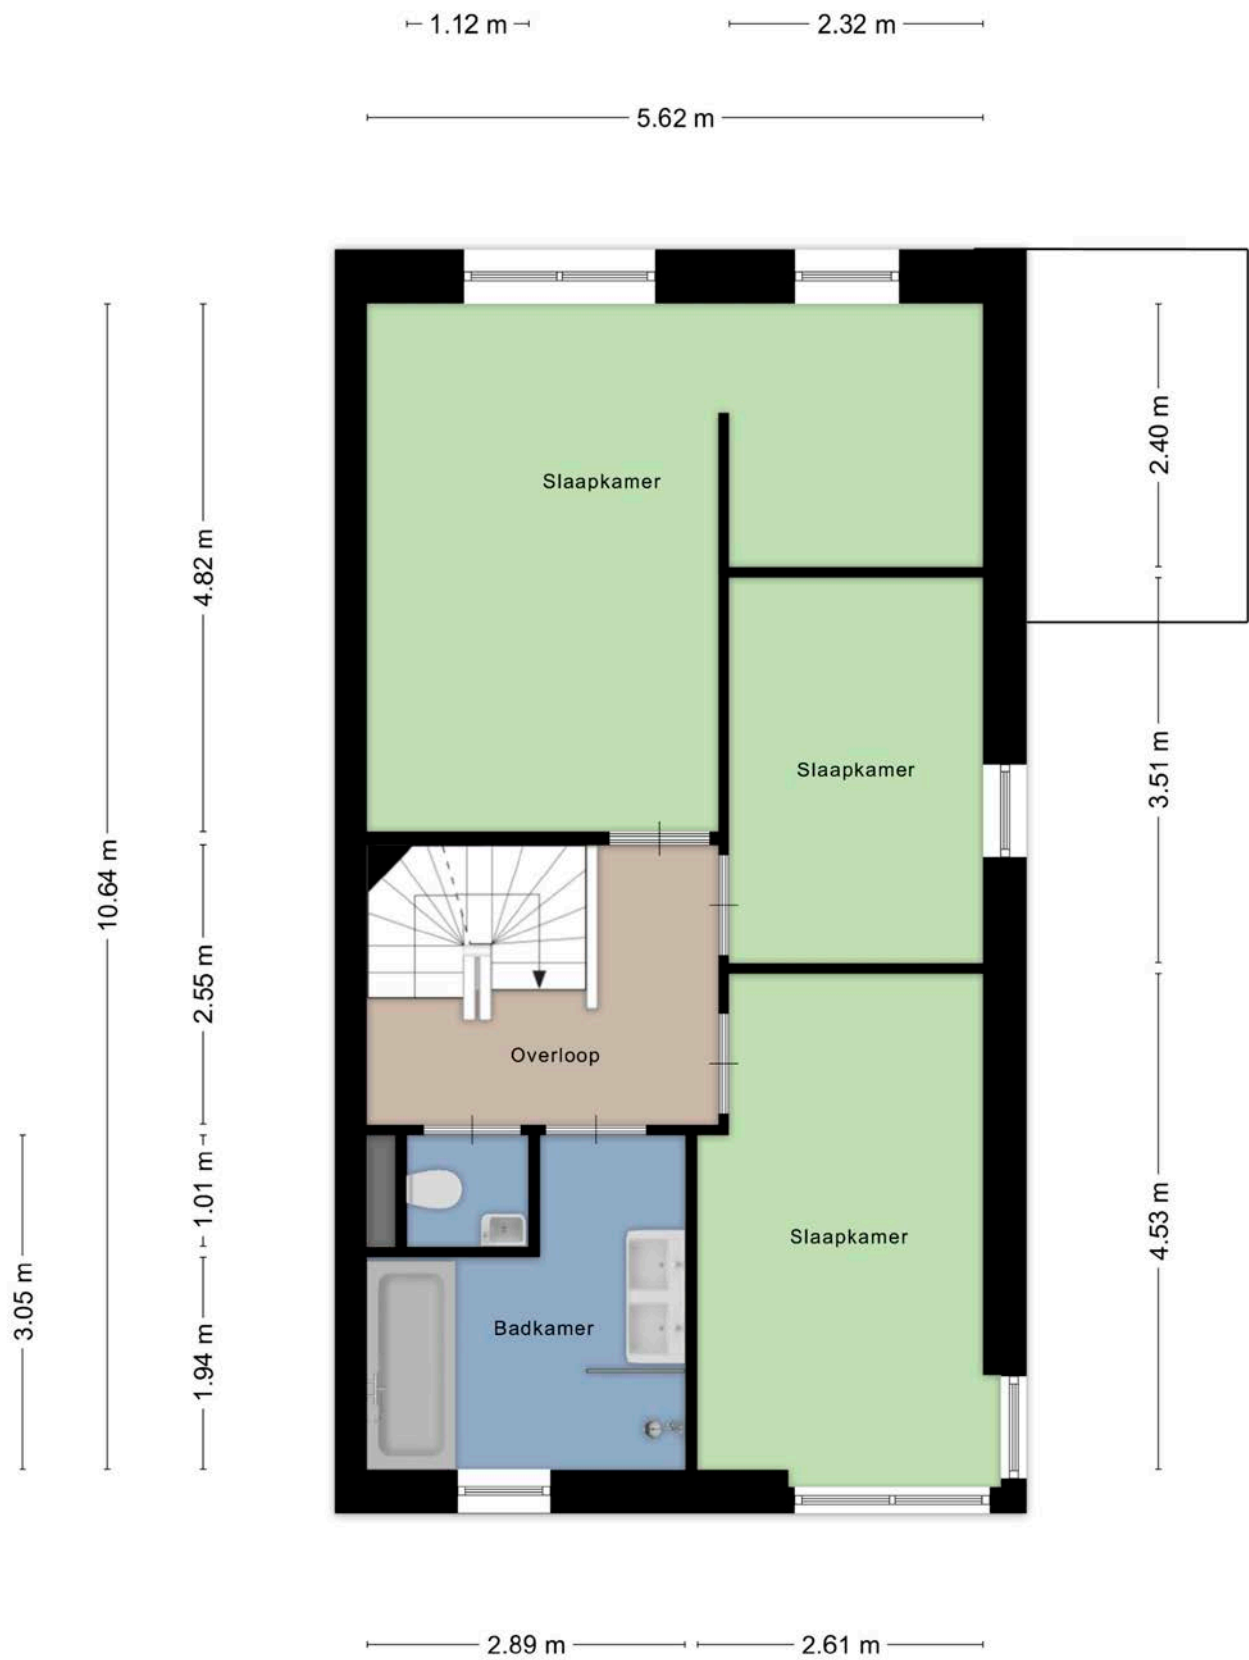 1.12 m
2.32 m
5.62 m
2.40 m
Slaapkamer
4.82 m
Slaapkamer
3.51 m
10.64 m
2.55 m
Overloop
1.01 m
4.53 m
Slaapkamer
3.05 m
Badkamer
1.94 m
2.89 m
2.61 m